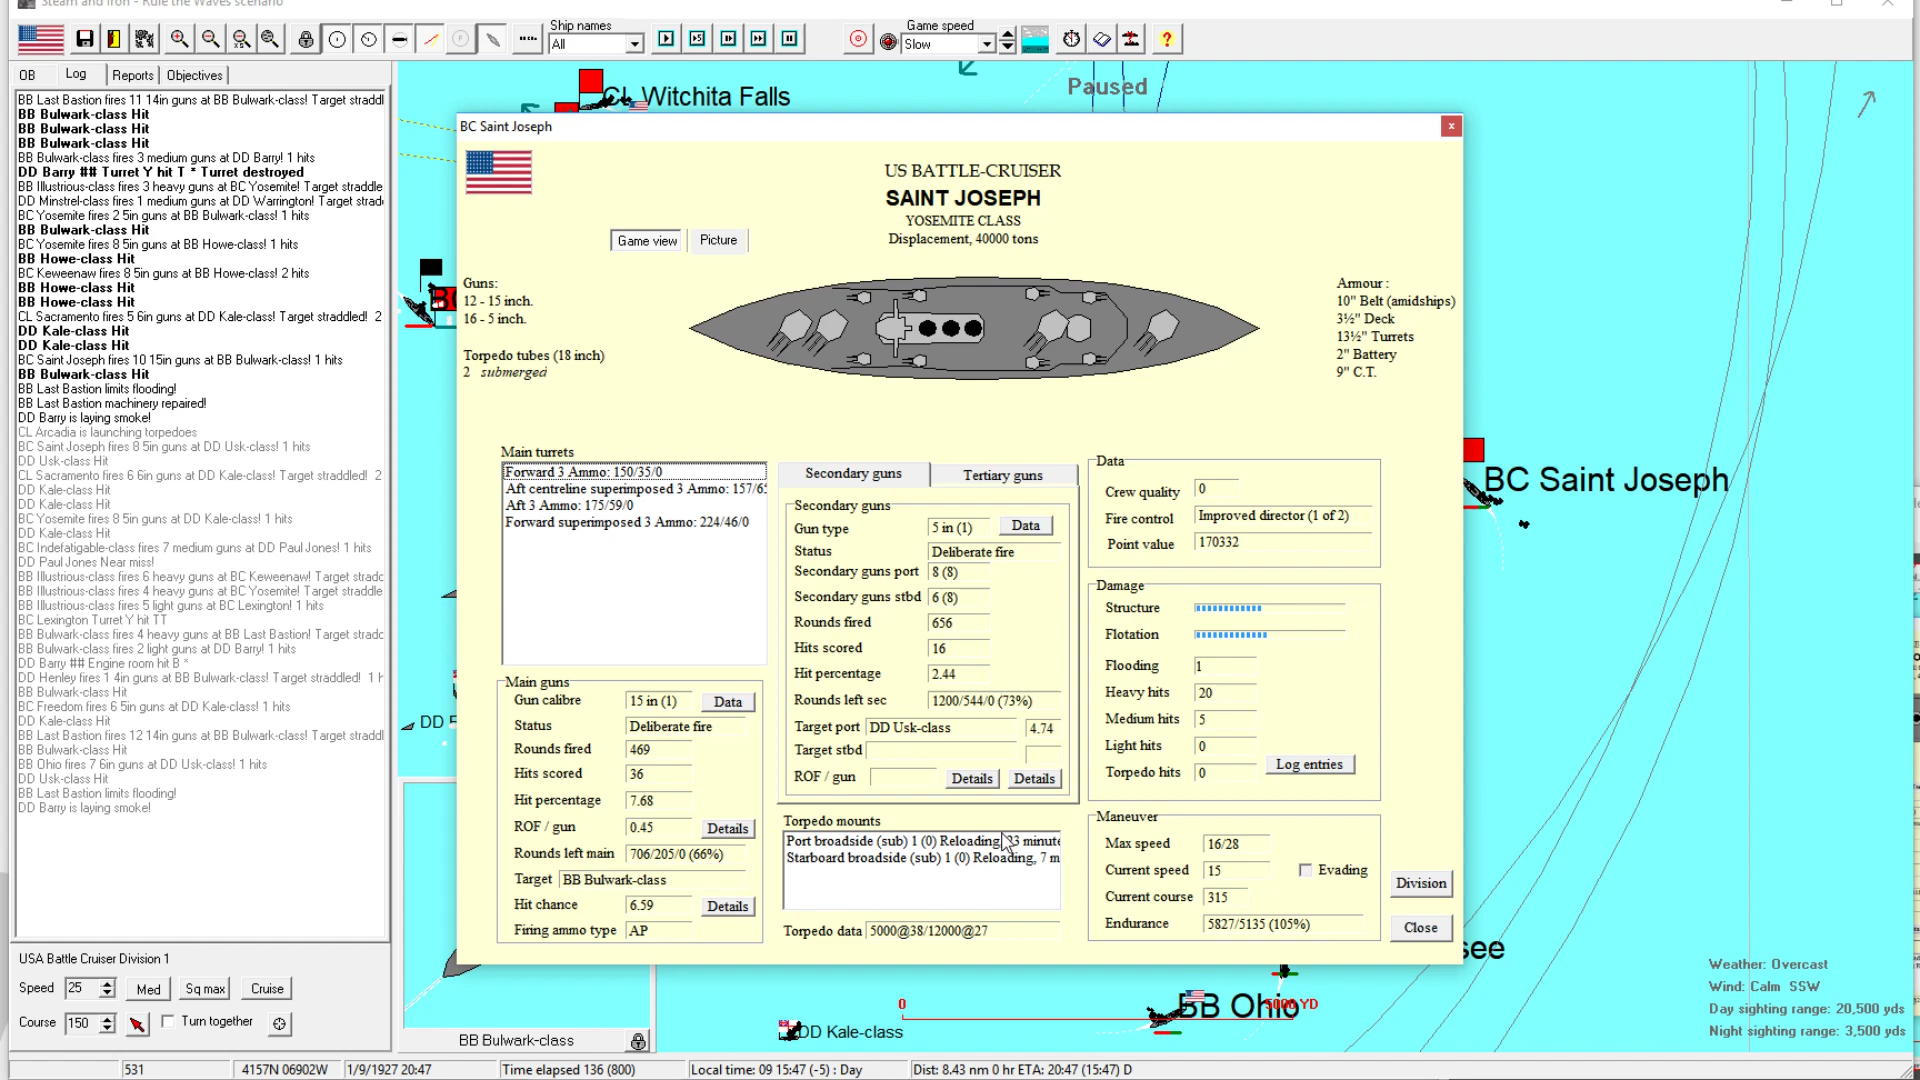 Steam and Iron - Rule the Waves scenario
Ship names
All
Game speed
Slow
?
OB
Log
Reports
Objectives
BB Last Bastion fires 11 14in guns at BB Bulwark-class! Target straddl
BB Bulwark-class Hit
BB Bulwark-class Hit
BB Bulwark-class Hit
BB Bulwark-class fires 3 medium guns at DD Barry! 1 hits
DD Barry ## Turret Y hit T * Turret destroyed
BB Illustrious-class fires 3 heavy guns at BC Yosemite! Target straddle
DD Minstrel-class fires 1 medium guns at DD Warrington! Target strad
BC Yosemite fires 2 5in guns at BB Bulwark-class! 1 hits
BB Bulwark-class Hit
BC Yosemite fires 8 5in guns at BB Howe-class! 1 hits
BB Howe-class Hit
BC Keweenaw fires 8 5in guns at BB Howe-class! 2 hits
BB Howe-class Hit
BB Howe-class Hit
CL Sacramento fires 5 6in guns at DD Kale-class! Target straddled! 2
DD Kale-class Hit
DD Kale-class Hit
BC Saint Joseph fires 10 15in guns at BB Bulwark-class! 1 hits
BB Bulwark-class Hit
BB Last Bastion limits flooding!
BB Last Bastion machinery repaired!
DD Barry is laying smoke!
CL Arcadia is launching torpedoes
BC Saint Joseph fires 8 5in guns at DD Usk-class! 1 hits
DD Usk-class Hit
CL Sacramento fires 6 6in guns at DD Kale-class! Target straddled! 2
DD Kale-class Hit
DD Kale-class Hit
BC Yosemite fires 8 5in guns at DD Kale-class! 1 hits
DD Kale-class Hit
BC Indefatigable-class fires 7 medium guns at DD Paul Jones! 1 hits
DD Paul Jones Near miss!
BB Illustrious-class fires 6 heavy guns at BC Keweenaw! Target stradc
BB Illustrious-class fires 4 heavy guns at BC Yosemite! Target straddle
BB Illustrious-class fires 5 light guns at BC Lexington! 1 hits
BC Lexington Turret Y hit TT
BB Bulwark-class fires 4 heavy guns at BB Last Bastion! Target stradc
BB Bulwark-class fires 2 light guns at DD Barry! 1 hits
DD Barry ## Engine room hit B *
DD Henley fires 1 4in guns at BB Bulwark-class! Target straddled! 1 h
BB Bulwark-class Hit
BC Freedom fires 6 5in guns at DD Kale-class! 1 hits
DD Kale-class Hit
BB Last Bastion fires 12 14in guns at BB Bulwark-class! Target straddl
BB Bulwark-class Hit
BB Ohio fires 7 6in guns at DD Usk-class! 1 hits
DD Usk-class Hit
BB Last Bastion limits flooding!
DD Barry is laying smoke!
USA Battle Cruiser Division 1
Speed 25 Med Sq max Cruise
Course 150 Turn together
CL Witchita Falls
Paused
BC Saint Joseph
US BATTLE-CRUISER
SAINT JOSEPH
YOSEMITE CLASS
Displacement, 40000 tons
Game view
Picture
Guns:
12 - 15 inch.
16 - 5 inch.
Torpedo tubes (18 inch)
2 submerged
Armour :
10" Belt (amidships)
3½" Deck
13½" Turrets
2" Battery
9" C.T.
Main turrets
Forward 3 Ammo: 150/35/0
Aft centreline superimposed 3 Ammo: 157/6
Aft 3 Ammo: 175/59/0
Forward superimposed 3 Ammo: 224/46/0
Main guns
Gun calibre 15 in (1) Data
Status Deliberate fire
Rounds fired 469
Hits scored 36
Hit percentage 7.68
ROF / gun 0.45 Details
Rounds left main 706/205/0 (66%)
Target BB Bulwark-class
Hit chance 6.59 Details
Firing ammo type AP
Secondary guns
Tertiary guns
Secondary guns
Gun type 5 in (1) Data
Status Deliberate fire
Secondary guns port 8 (8)
Secondary guns stbd 6 (8)
Rounds fired 656
Hits scored 16
Hit percentage 2.44
Rounds left sec 1200/544/0 (73%)
Target port DD Usk-class 4.74
Target stbd
ROF / gun Details Details
Torpedo mounts
Port broadside (sub) 1 (0) Reloading, 33 minute
Starboard broadside (sub) 1 (0) Reloading, 7 m
Torpedo data 5000@38/12000@27
Data
Crew quality 0
Fire control Improved director (1 of 2)
Point value 170332
Damage
Structure
Flotation
Flooding 1
Heavy hits 20
Medium hits 5
Light hits 0
Torpedo hits 0
Log entries
Maneuver
Max speed 16/28
Current speed 15
Evading
Current course 315
Endurance 5827/5135 (105%)
Division
Close
BC Saint Joseph
see
BB Ohio
0
5000 YD
DD Kale-class
BB Bulwark-class
Weather: Overcast
Wind: Calm SSW
Day sighting range: 20,500 yds
Night sighting range: 3,500 yds
531
4157N 06902W
1/9/1927 20:47
Time elapsed 136 (800)
Local time: 09 15:47 (-5) : Day
Dist: 8.43 nm 0 hr ETA: 20:47 (15:47) D